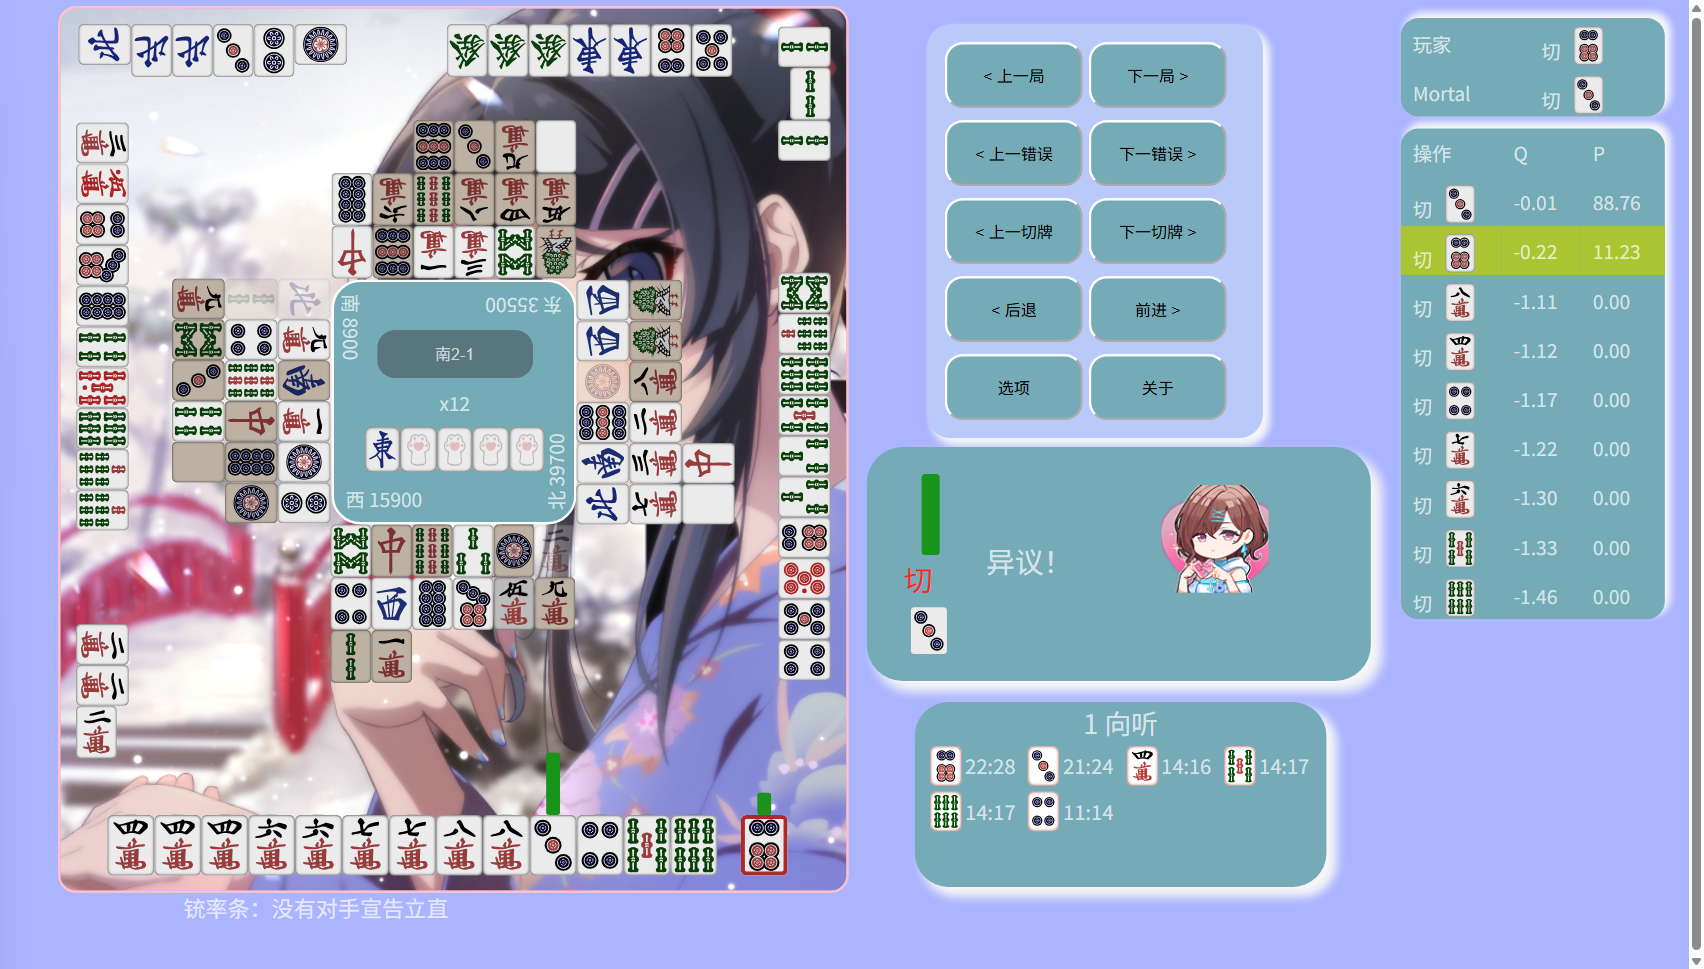 < 上一局
下一局 >
< 上一错误
下一错误 >
< 上一切牌
下一切牌 >
< 后退
前进 >
选项
关于
玩家
切
Mortal
切
操作 Q P
切 -0.01 88.76
切 -0.22 11.23
切 -1.11 0.00
切 -1.12 0.00
切 -1.17 0.00
切 -1.22 0.00
切 -1.30 0.00
切 -1.33 0.00
切 -1.46 0.00
东 35500
南 8900
南2-1
x12
西 15900
北 39700
切
异议！
1 向听
22:28 21:24 14:16 14:17
14:17 11:14
铳率条：没有对手宣告立直